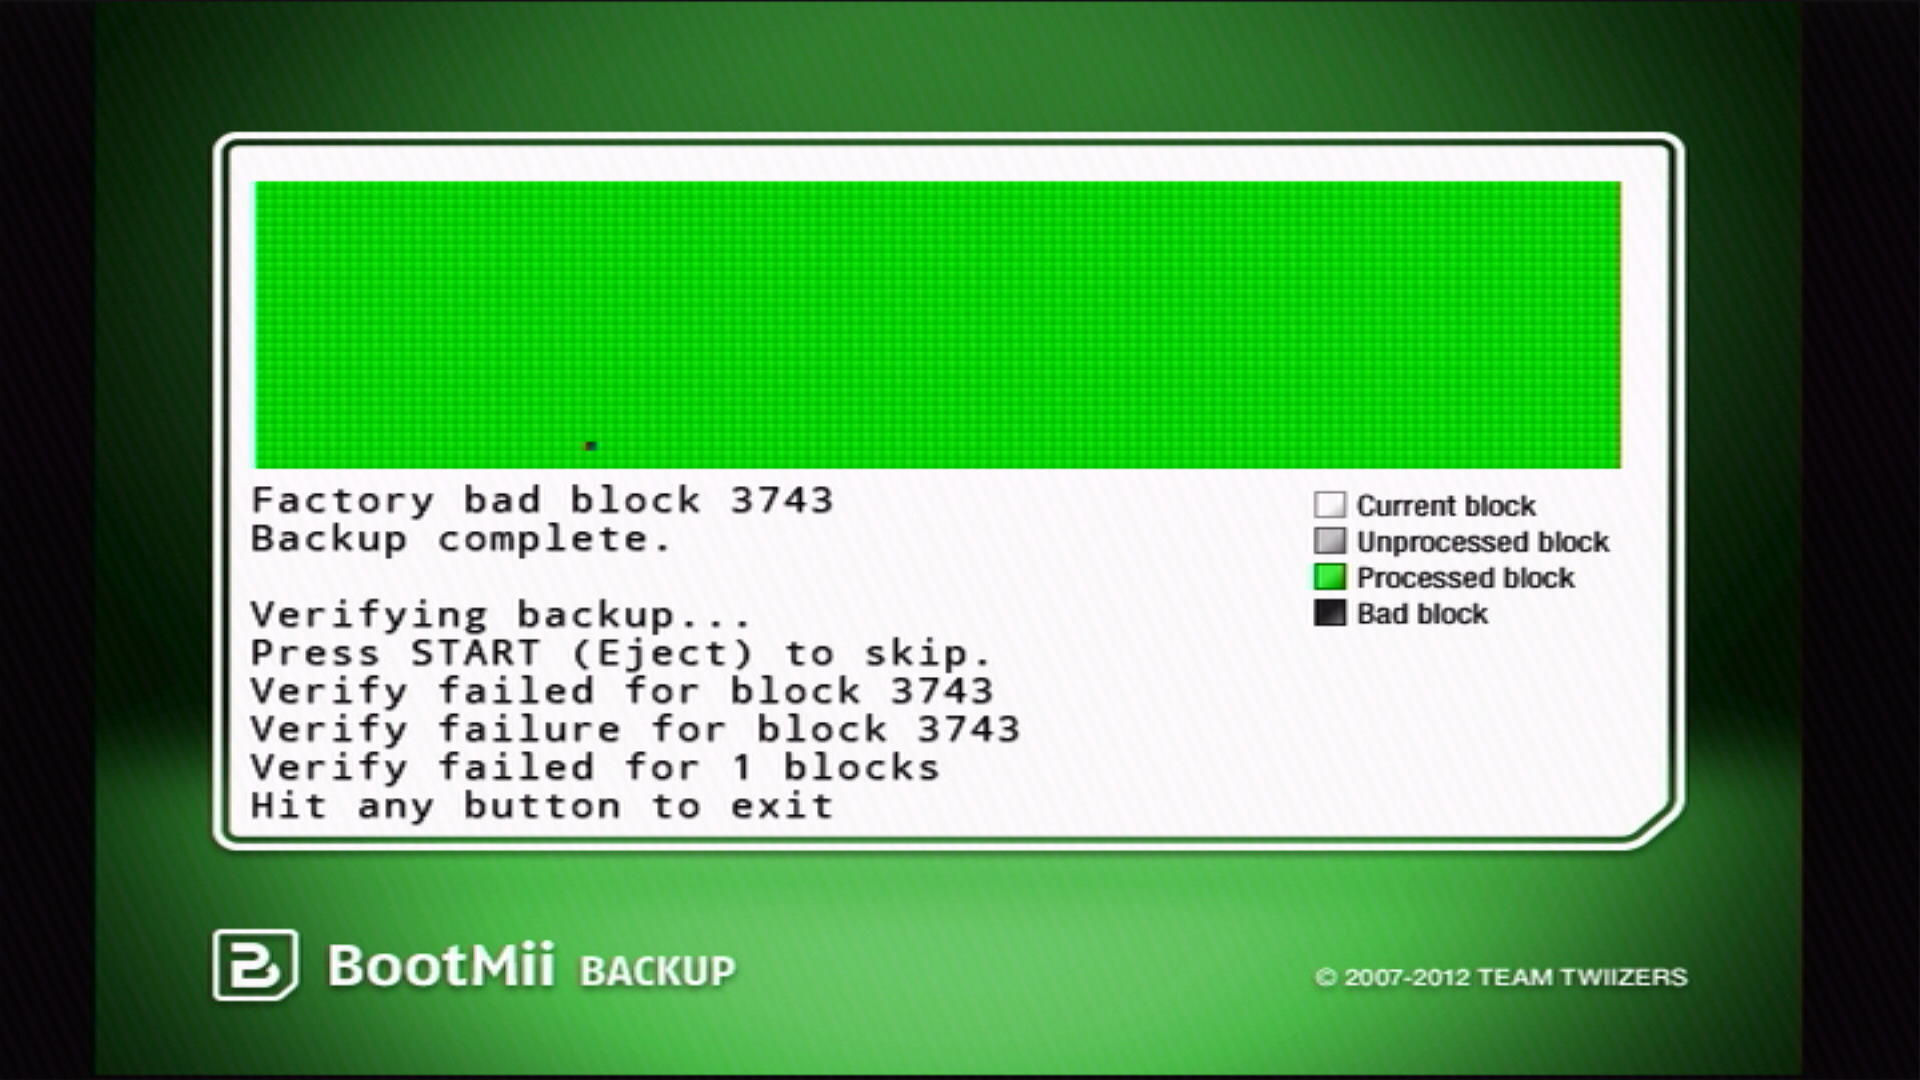 Factory bad block 3743
Backup complete.
Verifying backup...
Press START (Eject) to skip.
Verify failed for block 3743
Verify failure for block 3743
Verify failed for 1 blocks
Hit any button to exit
Current block
Unprocessed block
Processed block
Bad block
BootMii BACKUP
© 2007-2012 TEAM TWIIZERS